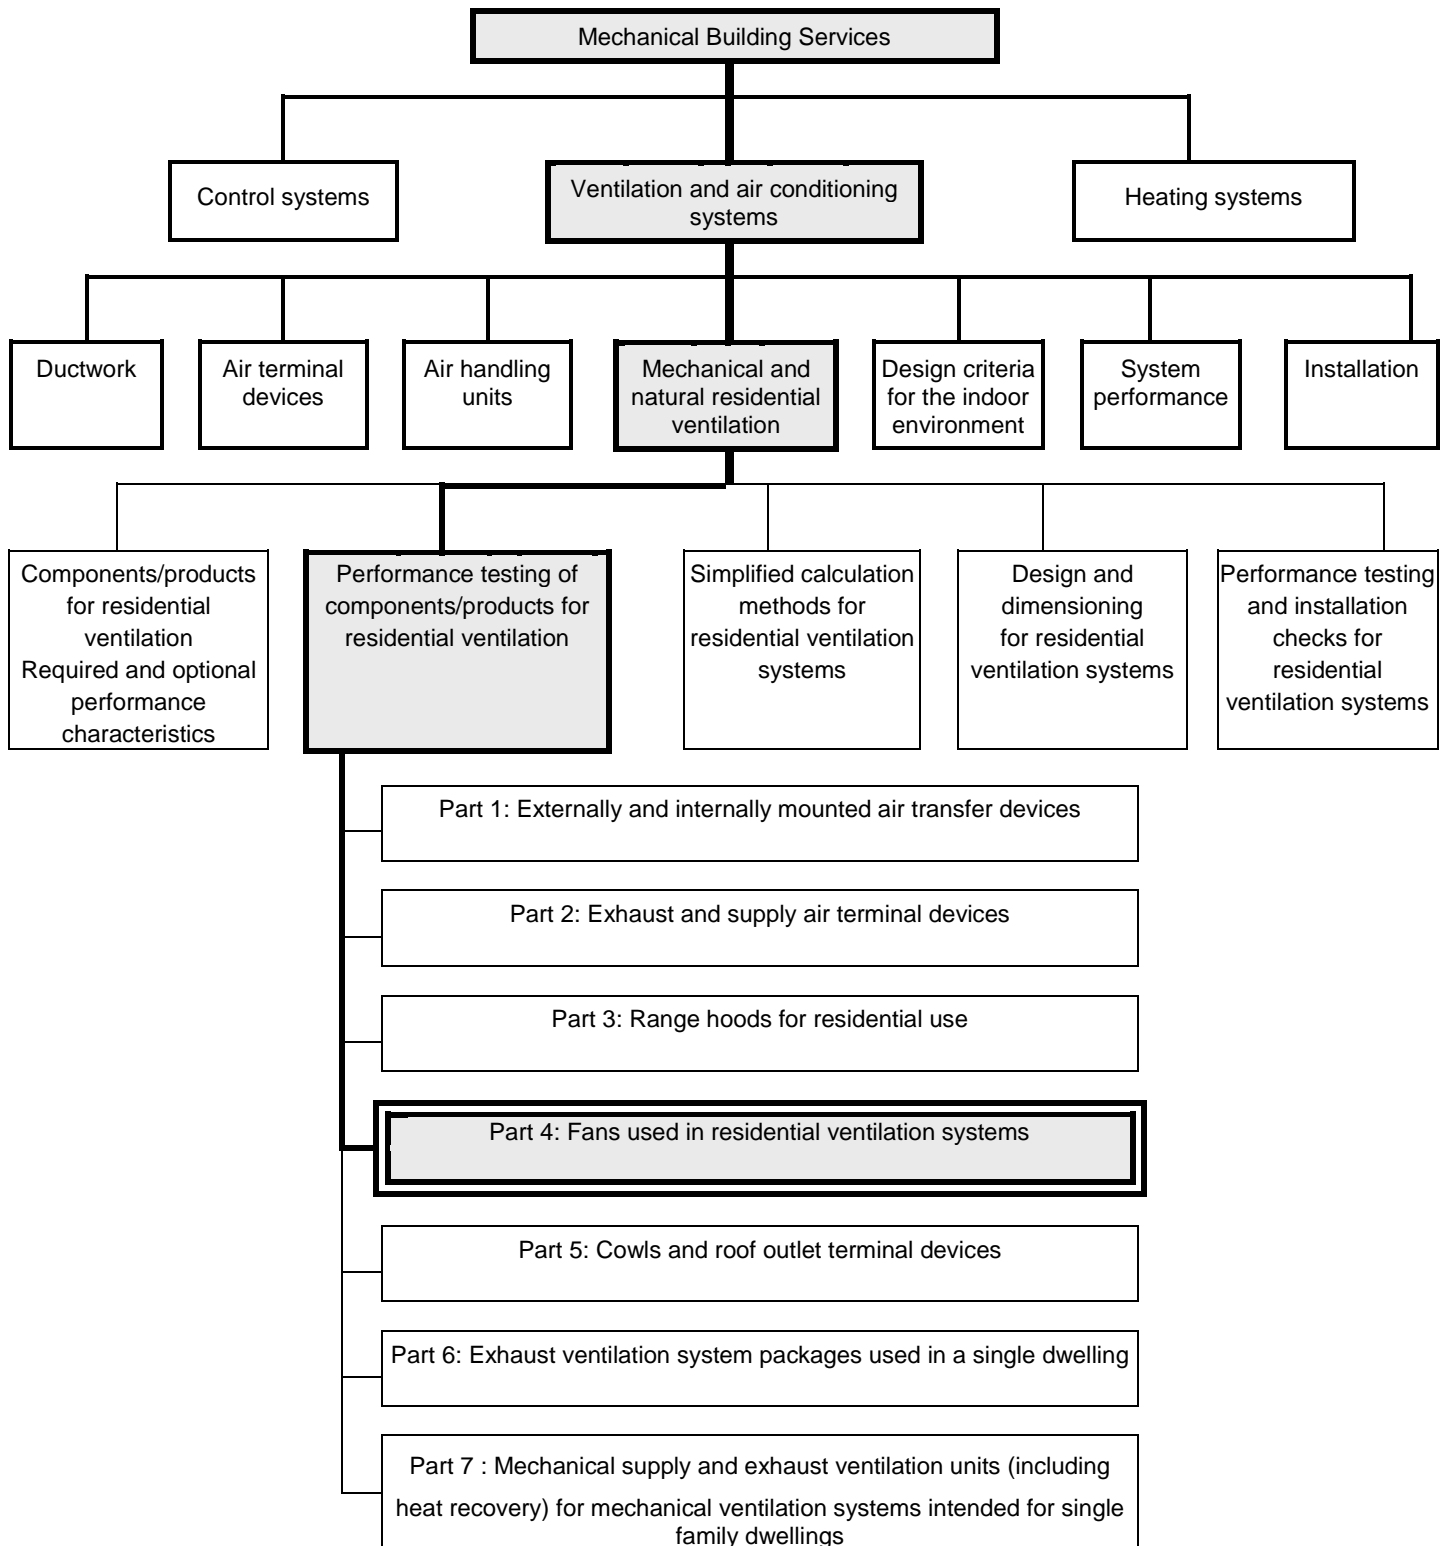 Mechanical Building Services
Control systems
Ventilation and air conditioning
systems
Heating systems
Ductwork
Air terminal
devices
Air handling
units
Mechanical and
natural residential
ventilation
Design criteria
for the indoor
environment
System
performance
Installation
Components/products
for residential
ventilation
Required and optional
performance
characteristics
Performance testing of
components/products for
residential ventilation
Simplified calculation
methods for
residential ventilation
systems
Design and
dimensioning
for residential
ventilation systems
Performance testing
and installation
checks for
residential
ventilation systems
Part 1: Externally and internally mounted air transfer devices
Part 2: Exhaust and supply air terminal devices
Part 3: Range hoods for residential use
Part 4: Fans used in residential ventilation systems
Part 5: Cowls and roof outlet terminal devices
Part 6: Exhaust ventilation system packages used in a single dwelling
Part 7 : Mechanical supply and exhaust ventilation units (including
heat recovery) for mechanical ventilation systems intended for single
family dwellings